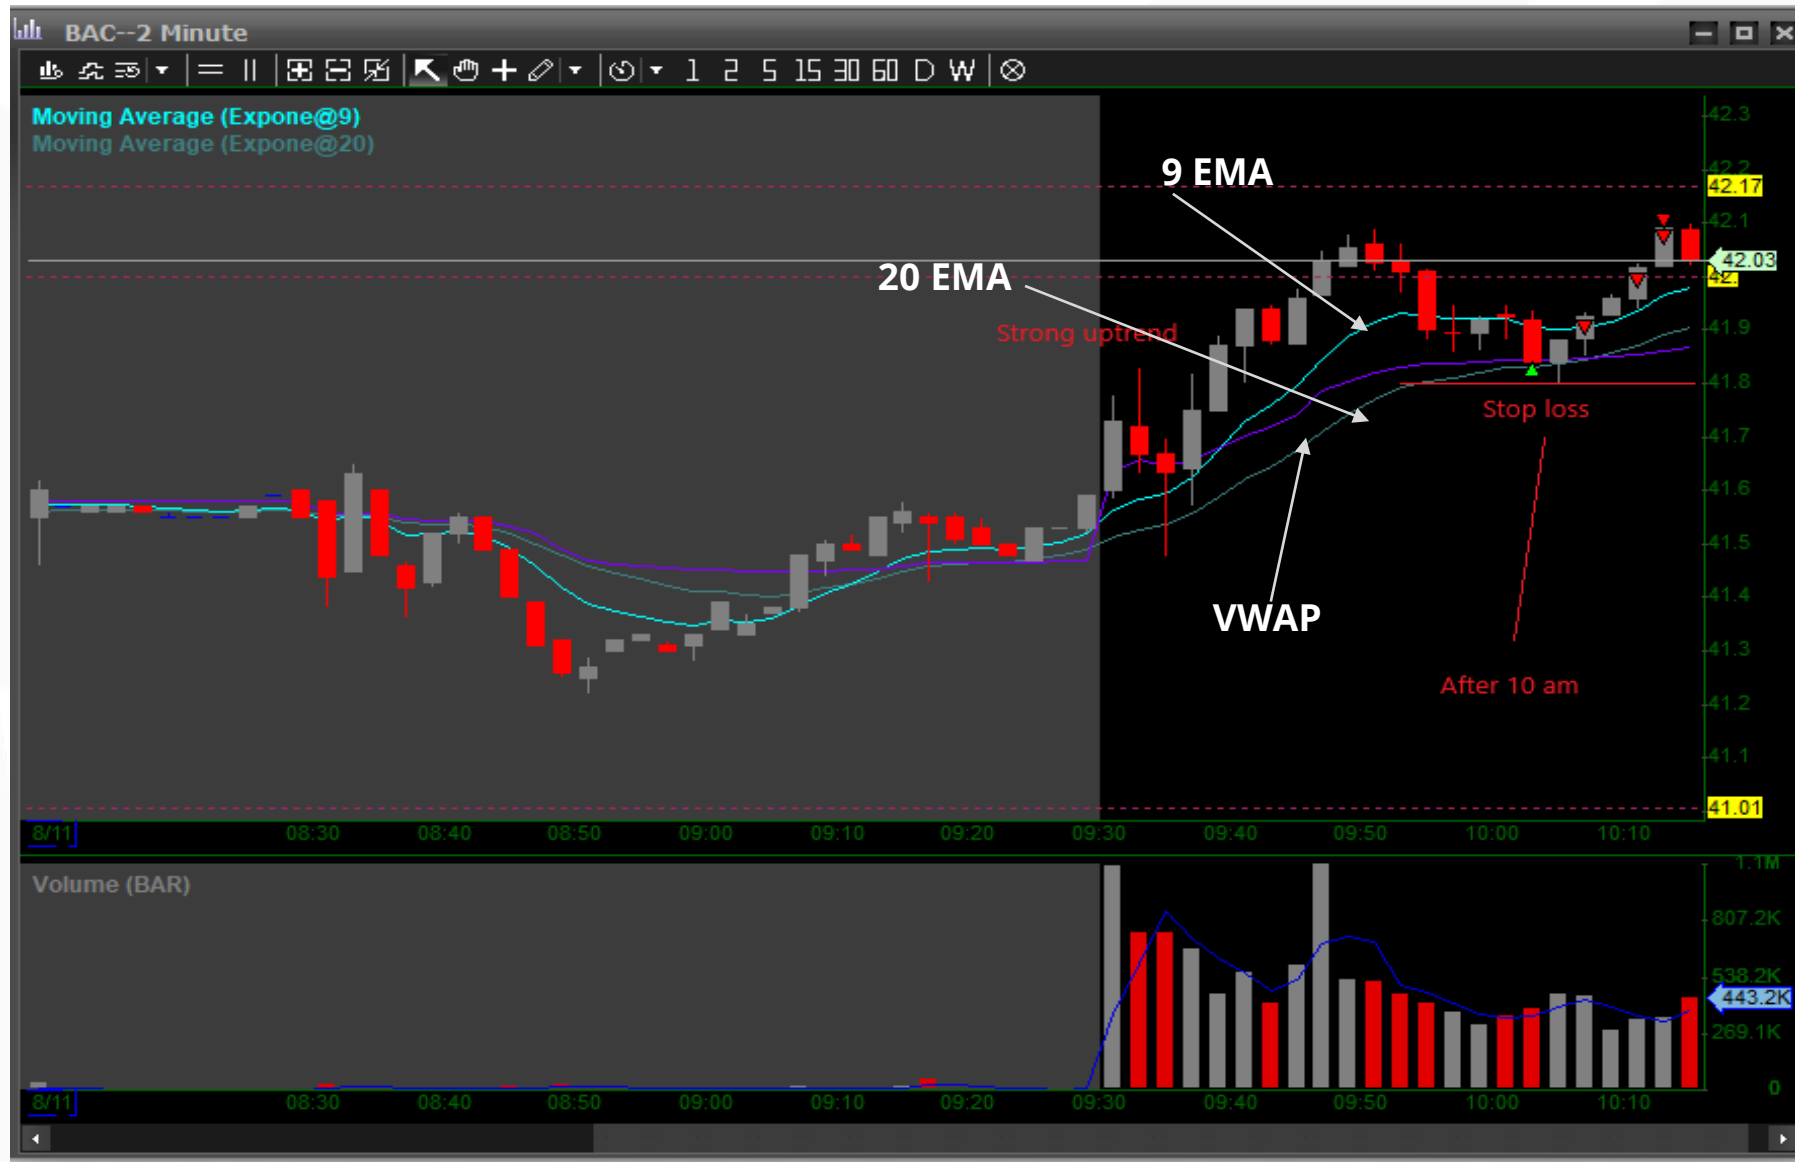 BAC--2 Minute
1 2 5 15 30 60 D W
Moving Average (Expone@9)
Moving Average (Expone@20)
42.3
9 EMA
42.2
42.17
42.1
20 EMA
42.03
42.
Strong uptrend
41.9
41.8
Stop loss
41.7
41.6
41.5
41.4
VWAP
41.3
After 10 am
41.2
41.1
41.01
8/11 08:30 08:40 08:50 09:00 09:10 09:20 09:30 09:40 09:50 10:00 10:10
1.1M
Volume (BAR)
807.2K
538.2K
443.2K
269.1K
0
8/11 08:30 08:40 08:50 09:00 09:10 09:20 09:30 09:40 09:50 10:00 10:10